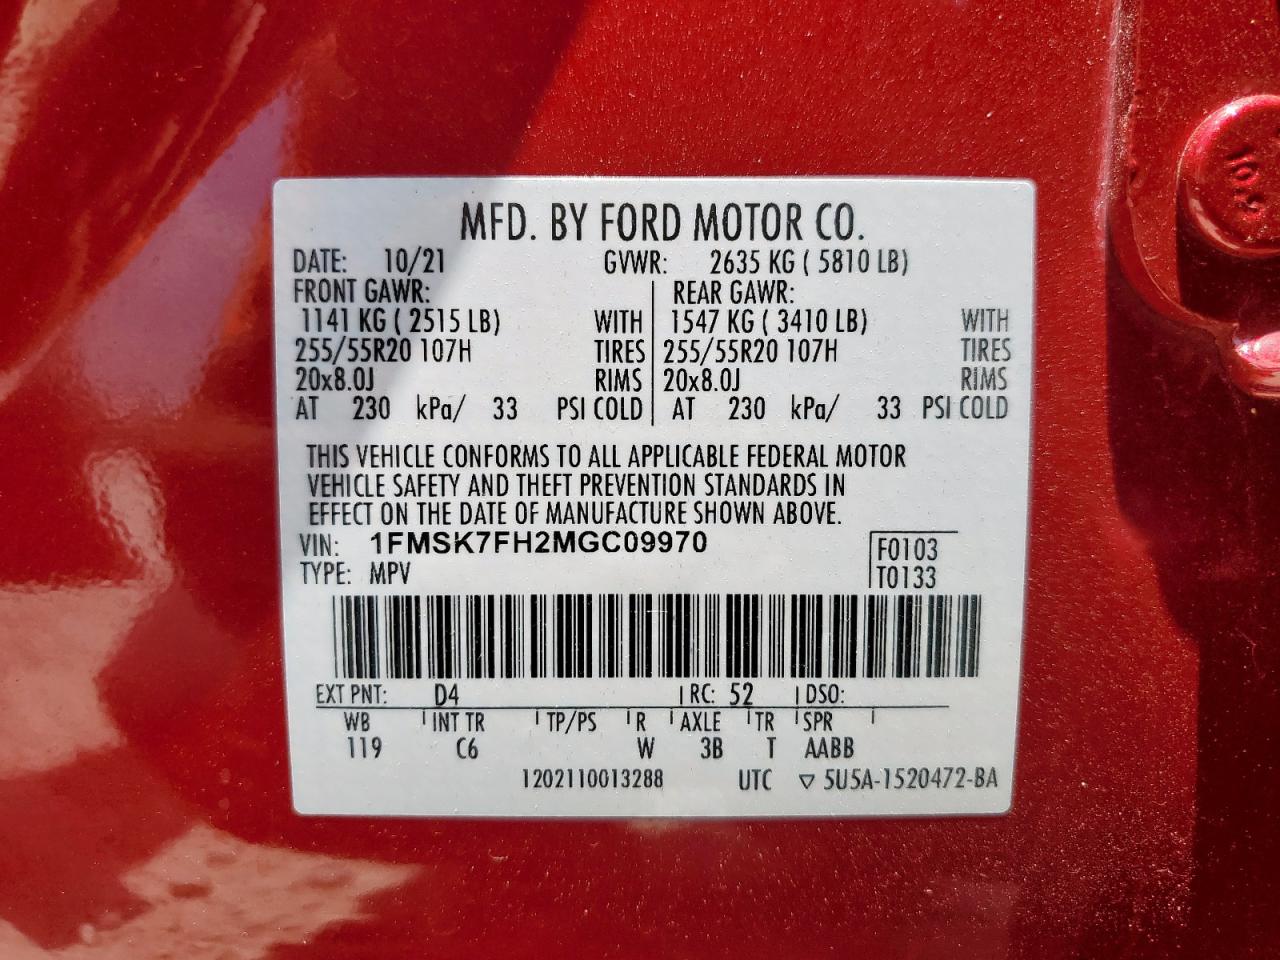 MFD. BY FORD MOTOR CO.
DATE: 10/21 GVWR: 2635 KG ( 5810 LB)
FRONT GAWR: REAR GAWR:
1141 KG ( 2515 LB) WITH 1547 KG ( 3410 LB) WITH
255/55R20 107H TIRES 255/55R20 107H TIRES
20x8.0J RIMS 20x8.0J RIMS
AT 230 kPa/ 33 PSI COLD AT 230 kPa/ 33 PSI COLD
THIS VEHICLE CONFORMS TO ALL APPLICABLE FEDERAL MOTOR
VEHICLE SAFETY AND THEFT PREVENTION STANDARDS IN
EFFECT ON THE DATE OF MANUFACTURE SHOWN ABOVE.
VIN: 1FMSK7FH2MGC09970 F0103
TYPE: MPV T0133
EXT PNT: D4 RC: 52 DSO:
WB INT TR TP/PS R AXLE TR SPR
119 C6 W 3B T AABB
1202110013288 UTC ▽ 5U5A-1520472-BA
10.9